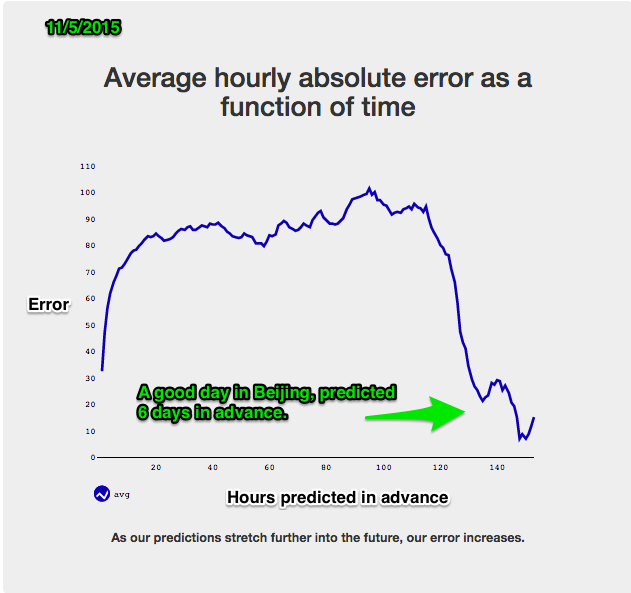 11/5/2015
Average hourly absolute error as a
function of time
110
100
90
80
70
60
50
40
30
20
10
0
Error
A good day in Beijing, predicted
6 days in advance.
20 40 60 80 100 120 140
avg
Hours predicted in advance
As our predictions stretch further into the future, our error increases.